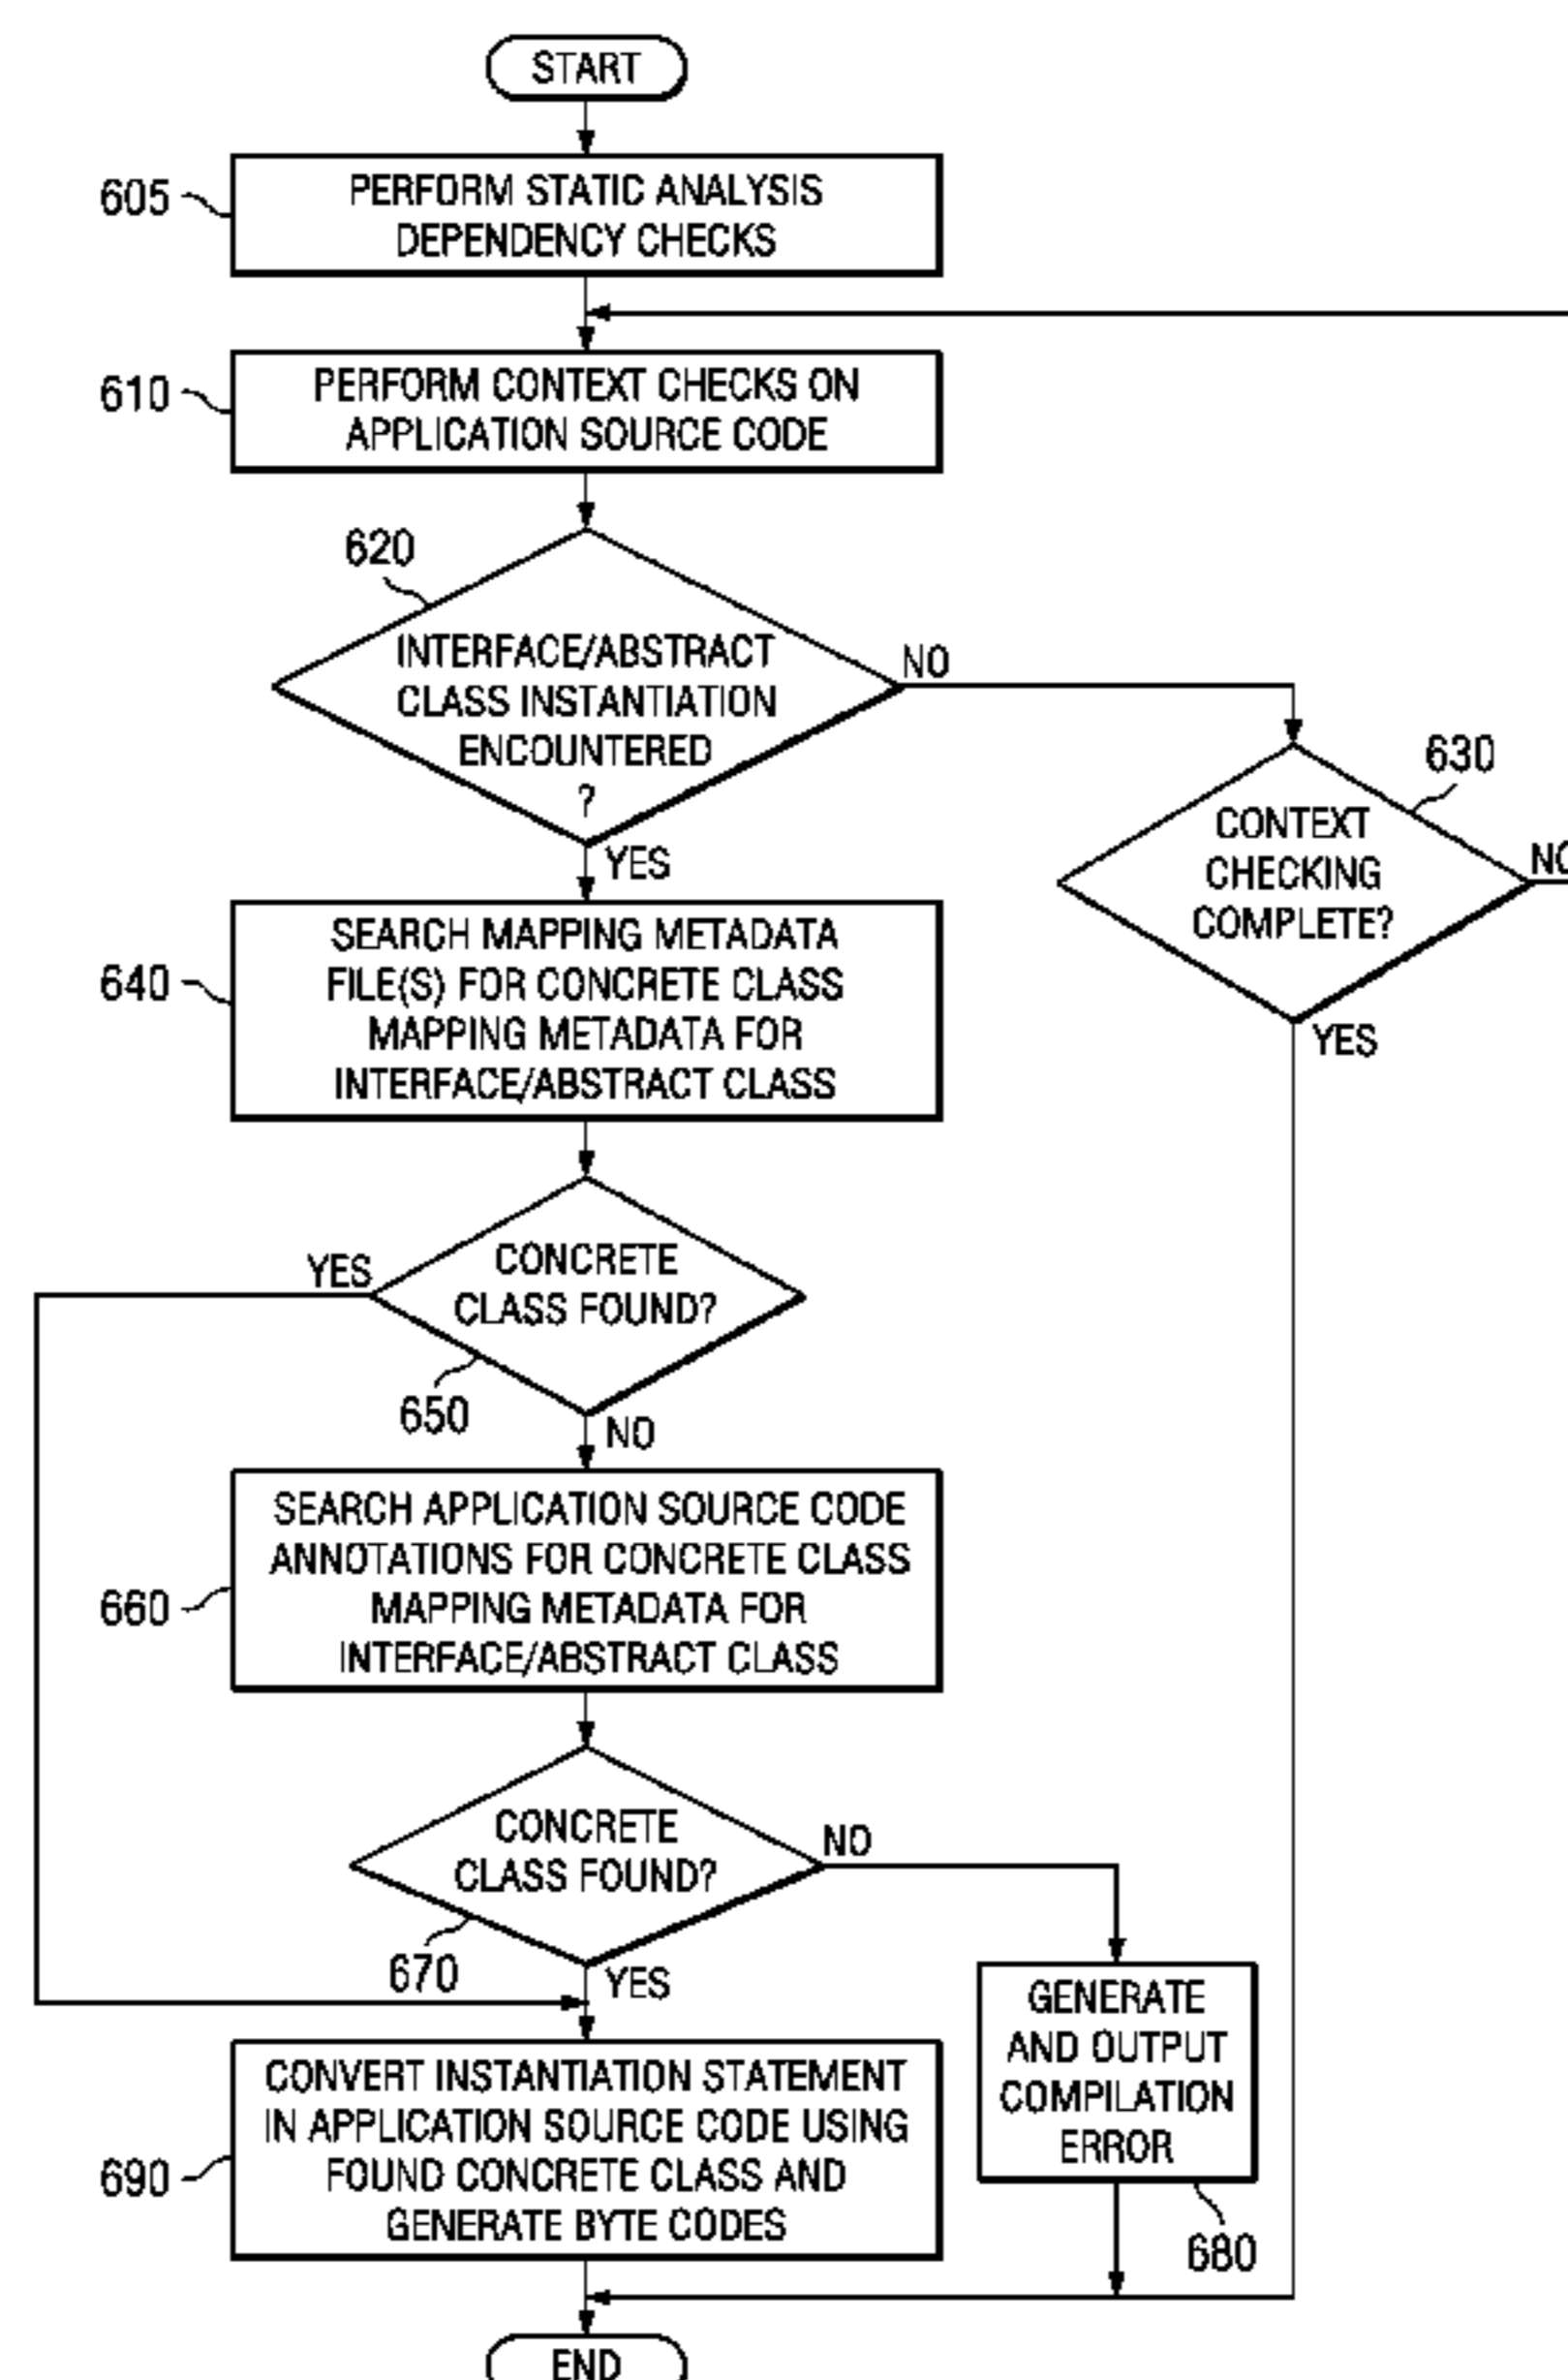 START
605
PERFORM STATIC ANALYSIS
DEPENDENCY CHECKS
610
PERFORM CONTEXT CHECKS ON
APPLICATION SOURCE CODE
620
INTERFACE/ABSTRACT
CLASS INSTANTIATION
ENCOUNTERED
?
NO
YES
630
CONTEXT
CHECKING
COMPLETE?
NO
YES
640
SEARCH MAPPING METADATA
FILE(S) FOR CONCRETE CLASS
MAPPING METADATA FOR
INTERFACE/ABSTRACT CLASS
YES
CONCRETE
CLASS FOUND?
650
NO
660
SEARCH APPLICATION SOURCE CODE
ANNOTATIONS FOR CONCRETE CLASS
MAPPING METADATA FOR
INTERFACE/ABSTRACT CLASS
CONCRETE
CLASS FOUND?
NO
670
YES
GENERATE
AND OUTPUT
COMPILATION
ERROR
680
690
CONVERT INSTANTIATION STATEMENT
IN APPLICATION SOURCE CODE USING
FOUND CONCRETE CLASS AND
GENERATE BYTE CODES
END